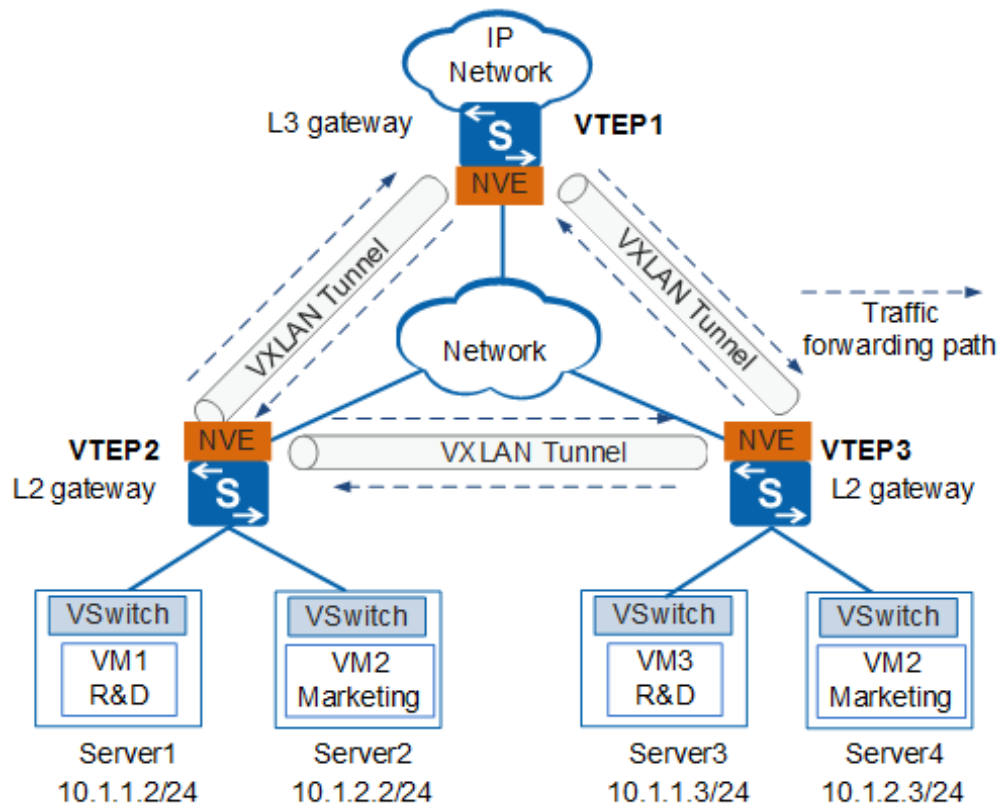 IP
Network
L3 gateway
VTEP1
S
NVE
VXLAN Tunnel
VXLAN Tunnel
Traffic
forwarding path
Network
VTEP2
NVE
VXLAN Tunnel
NVE
VTEP3
L2 gateway
S
S
L2 gateway
VSwitch
VM1
R&D
VSwitch
VM2
Marketing
VSwitch
VM3
R&D
VSwitch
VM2
Marketing
Server1
10.1.1.2/24
Server2
10.1.2.2/24
Server3
10.1.1.3/24
Server4
10.1.2.3/24